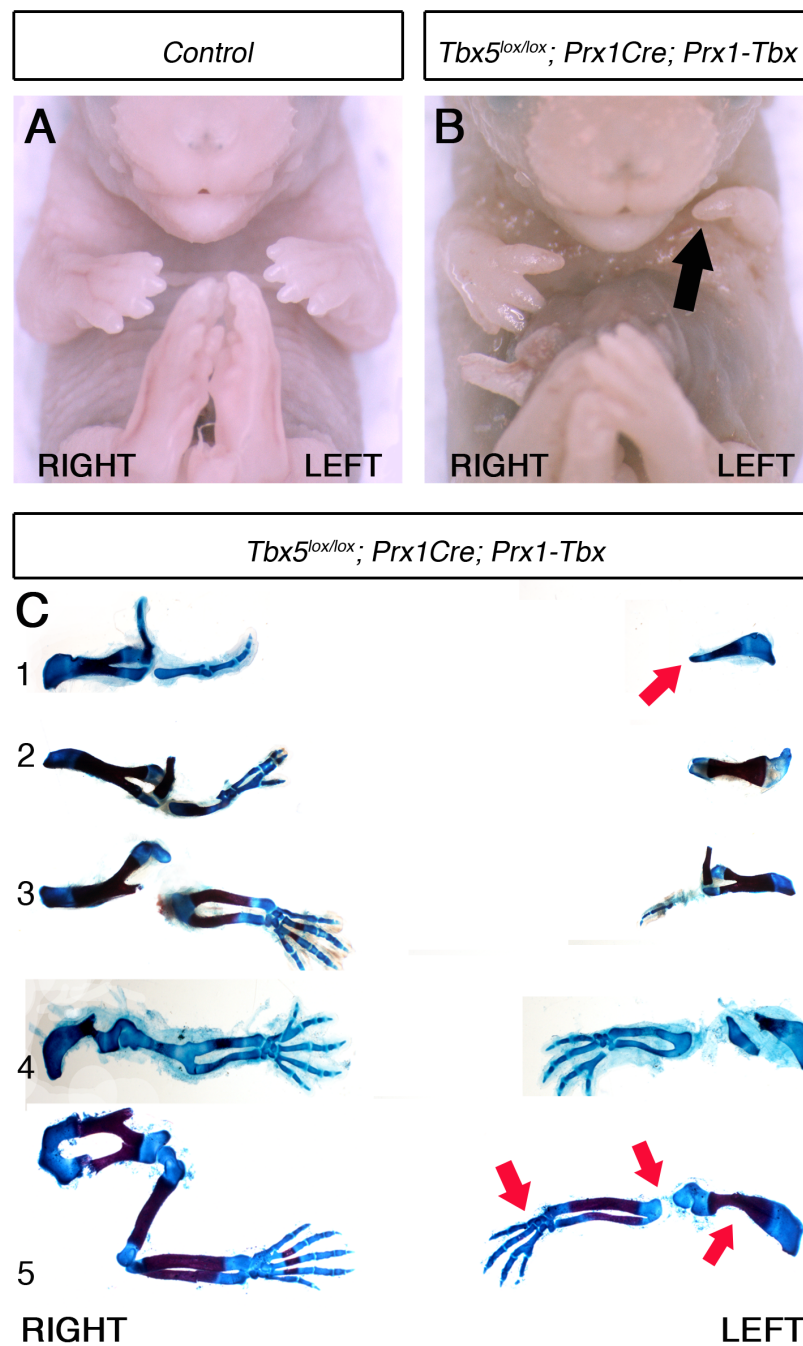 Control
Tbx5lox/lox; Prx1Cre; Prx1-Tbx
A
B
RIGHT LEFT
RIGHT LEFT
Tbx5lox/lox; Prx1Cre; Prx1-Tbx
C
1
2
3
4
5
RIGHT LEFT